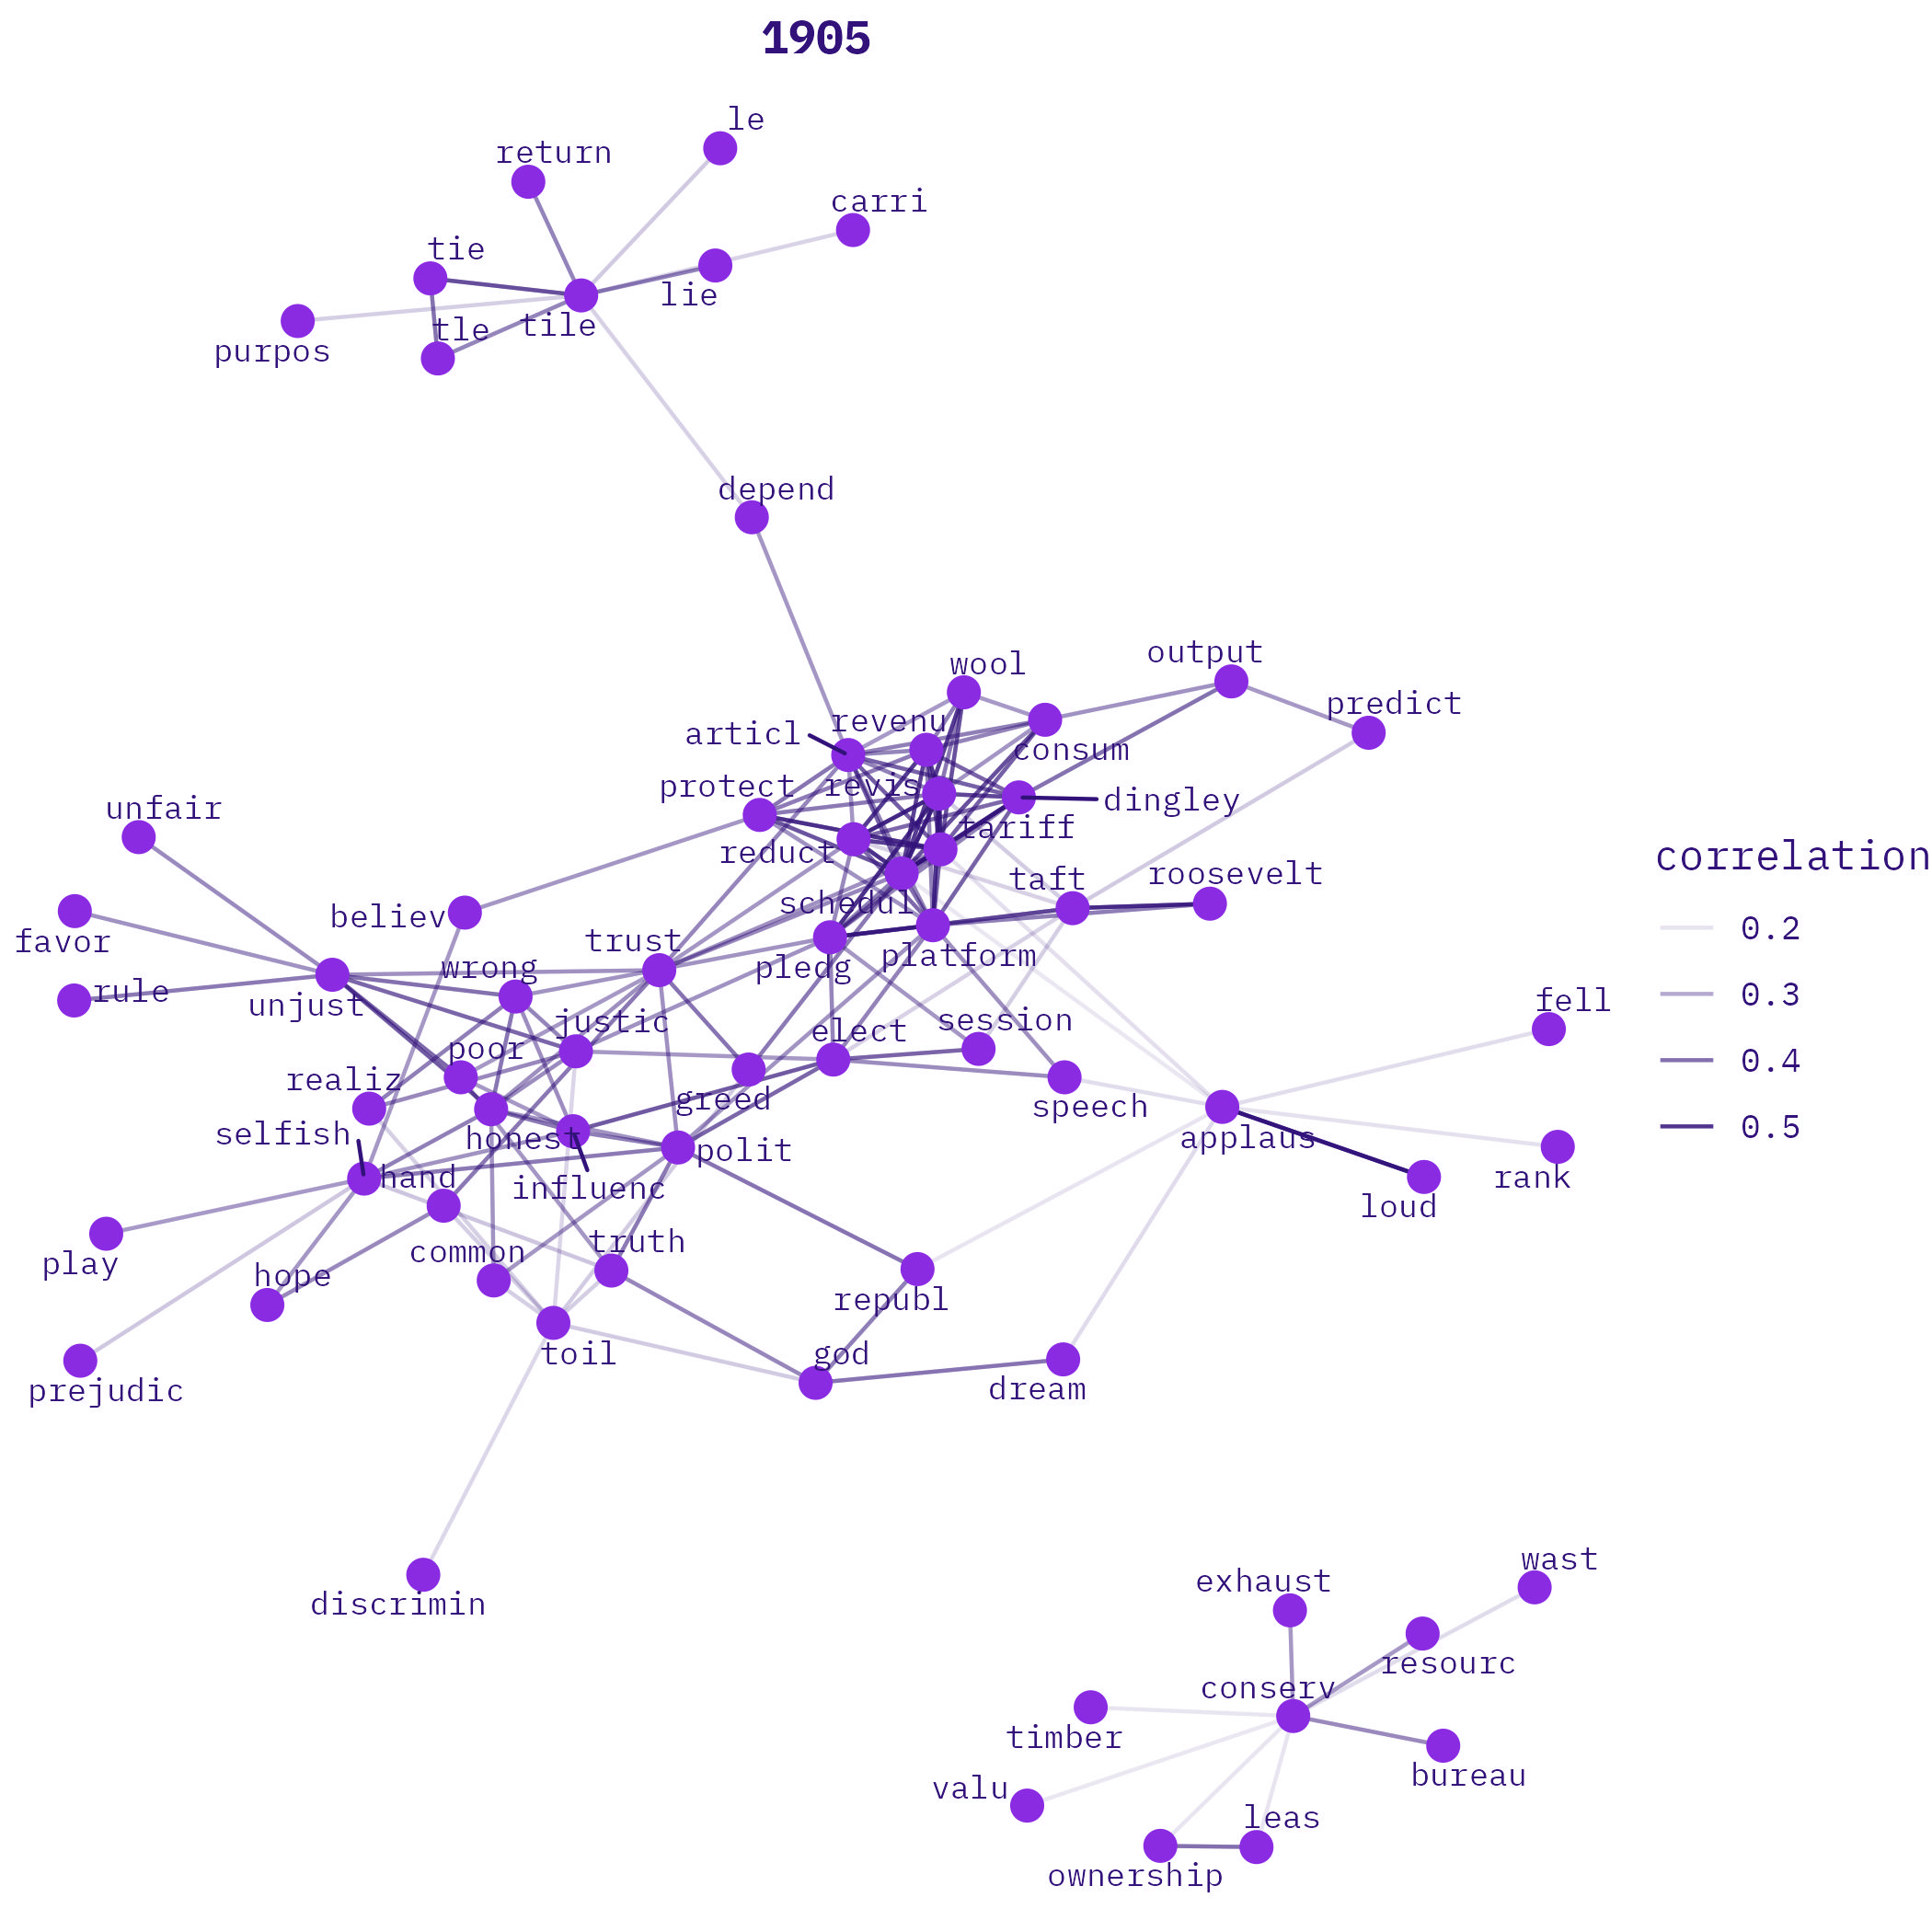 1905
le
return
carri
tie
lie
tle
tile
purpos
depend
output
wool
predict
revenu
articl
consum
protect
revis
dingley
unfair
tariff
reduct
correlation
roosevelt
taft
schedul
believ
0.2
favor
trust
platform
wrong
pledg
rule
0.3
unjust
fell
justic
session
elect
poor
0.4
realiz
greed
speech
0.5
selfish
honest
applaus
polit
hand
rank
influenc
loud
truth
common
play
hope
republ
toil
god
prejudic
dream
wast
exhaust
discrimin
resourc
conserv
timber
bureau
valu
leas
ownership